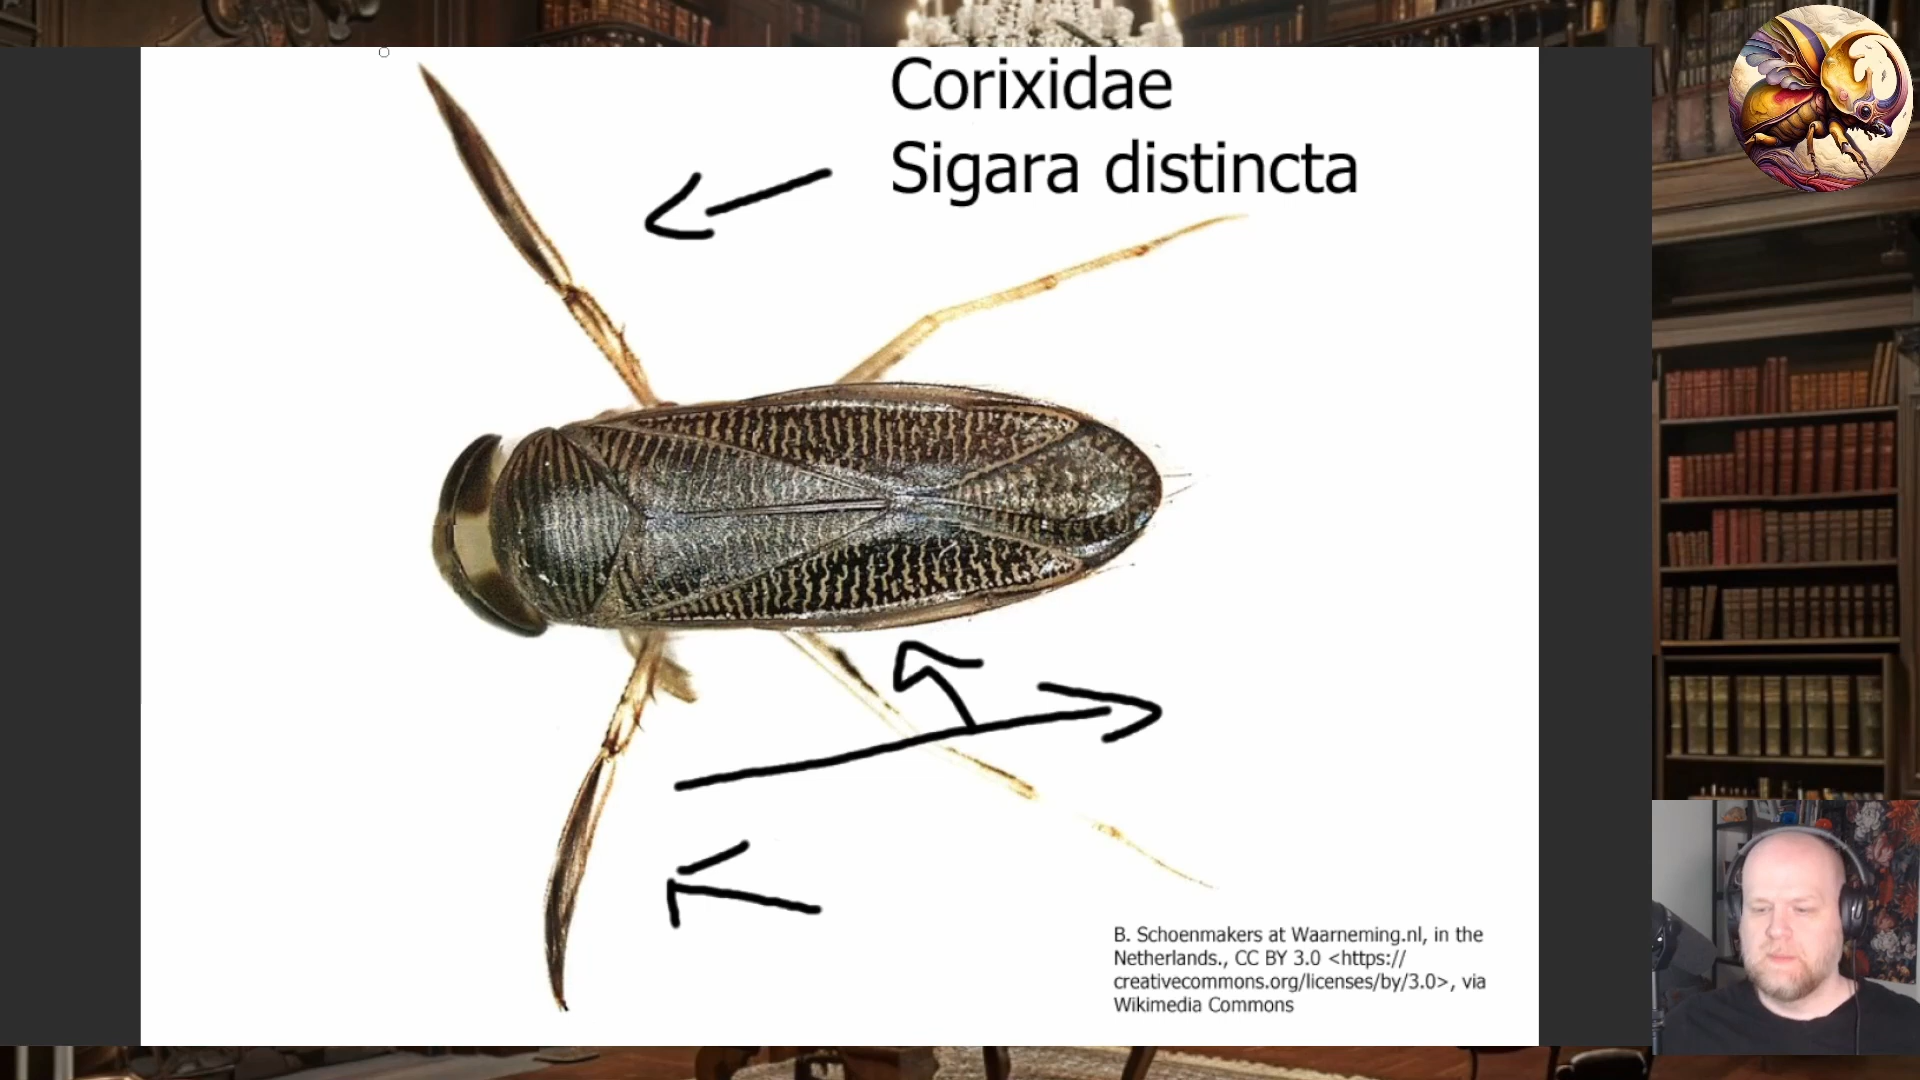 Corixidae
Sigara distincta
B. Schoenmakers at Waarneming.nl, in the
Netherlands., CC BY 3.0 <https://
creativecommons.org/licenses/by/3.0>, via
Wikimedia Commons